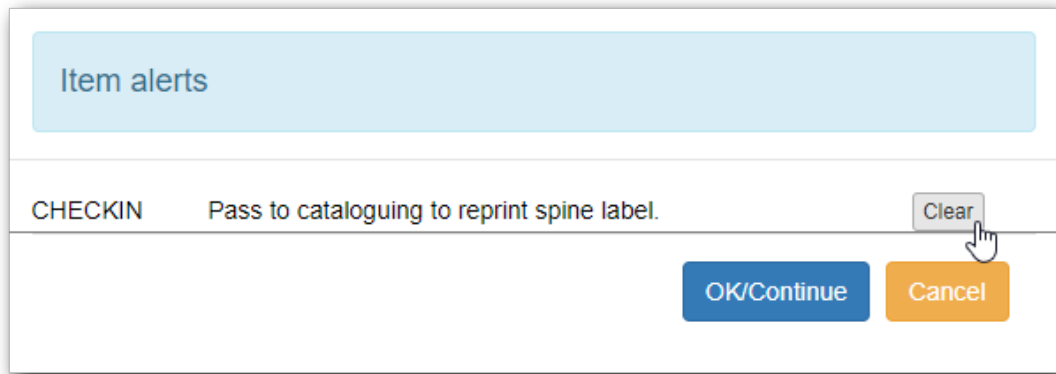 Item alerts
CHECKIN Pass to cataloguing to reprint spine label. Clear
OK/Continue Cancel